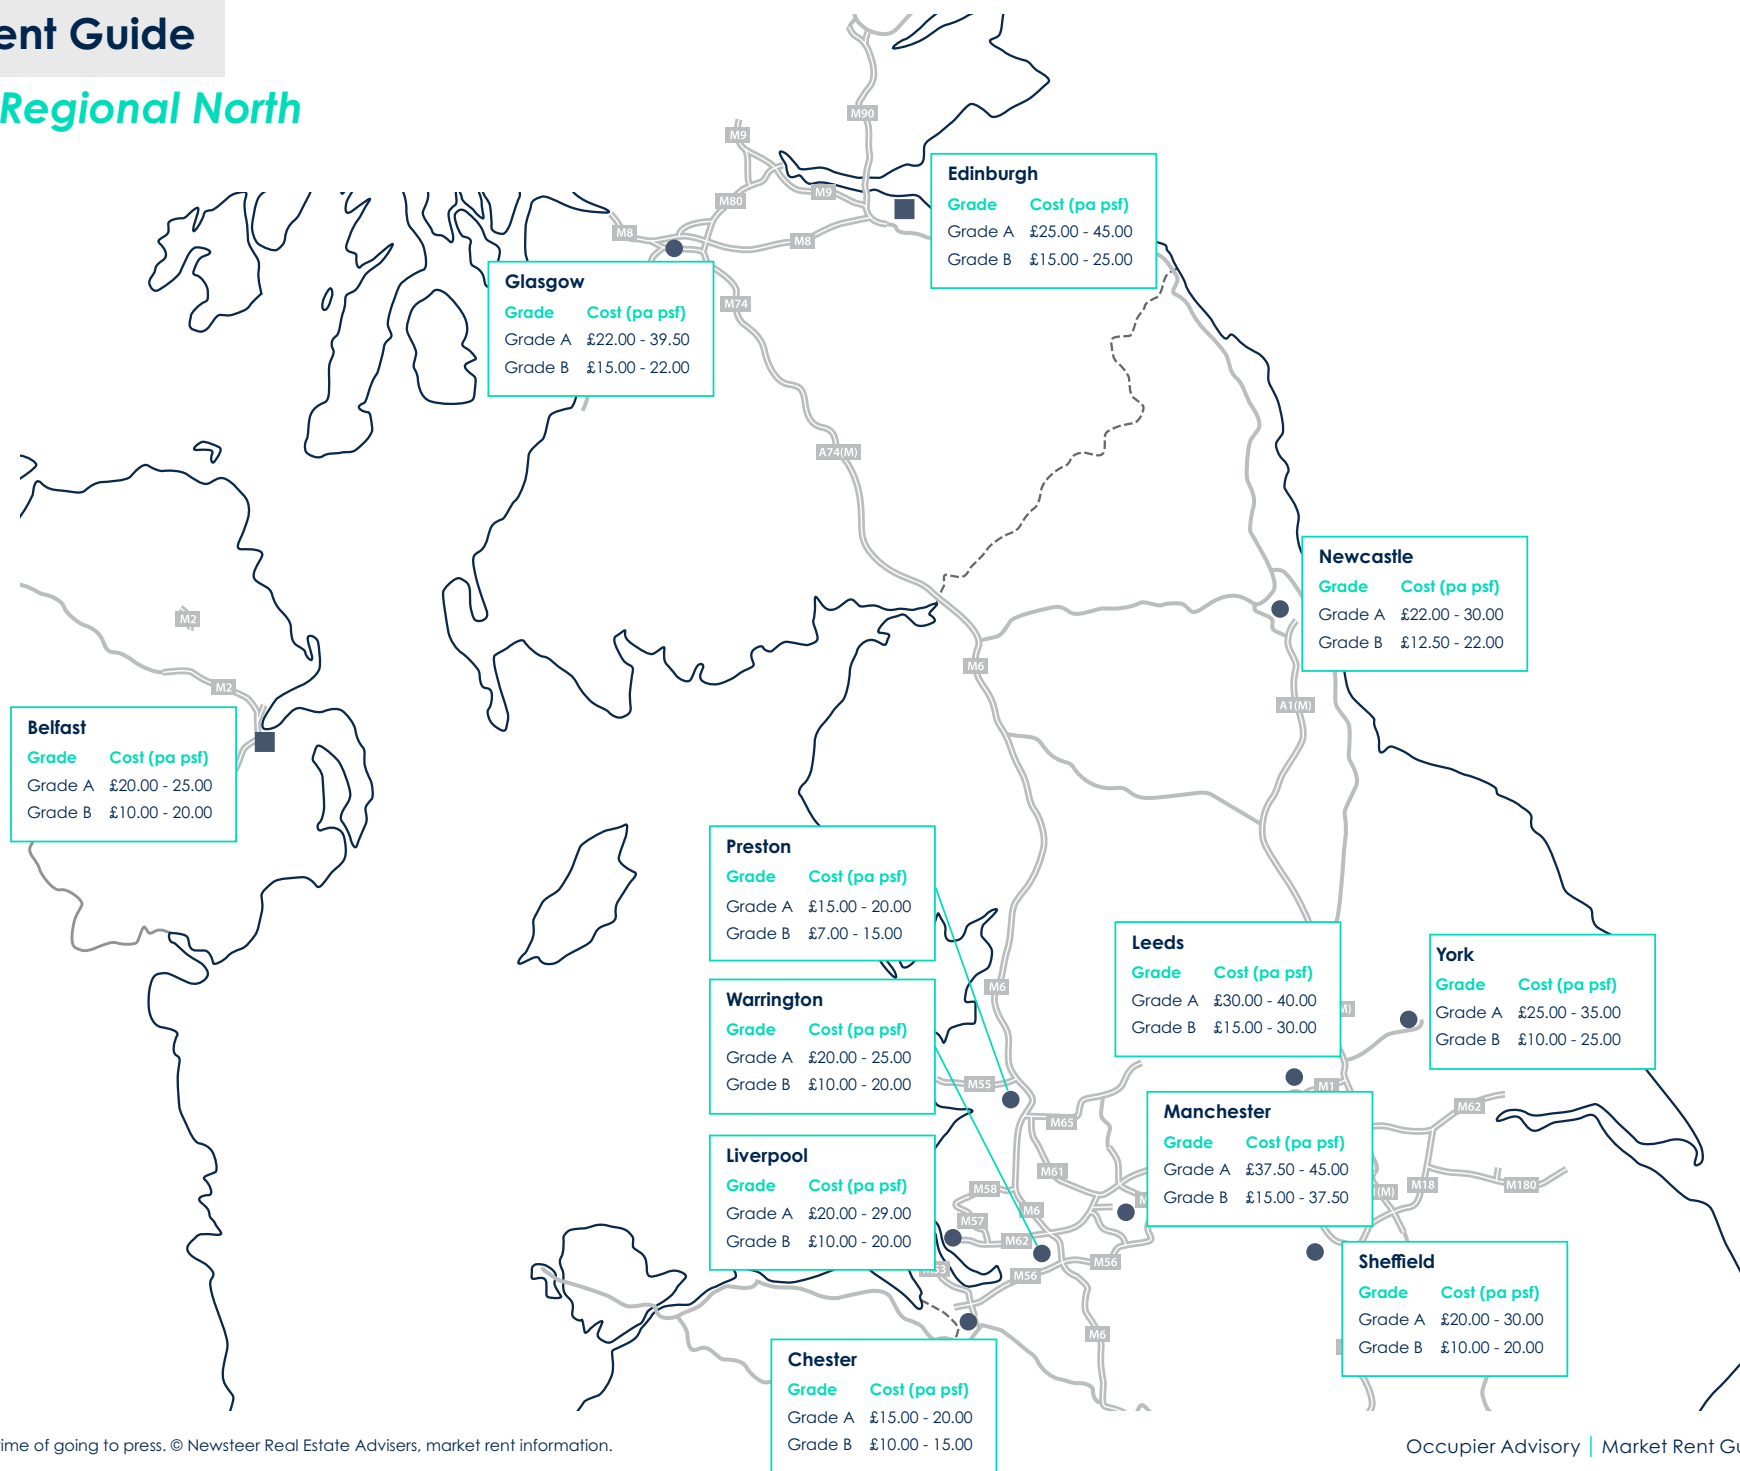 ent Guide
Regional North
M90
M9
M9
M80
M8
M8
Edinburgh
Grade Cost (pa psf)
Grade A £25.00 - 45.00
Grade B £15.00 - 25.00
Glasgow
Grade Cost (pa psf)
Grade A £22.00 - 39.50
Grade B £15.00 - 22.00
M74
A74(M)
Newcastle
Grade Cost (pa psf)
Grade A £22.00 - 30.00
Grade B £12.50 - 22.00
M2
M2
M6
A1(M)
Belfast
Grade Cost (pa psf)
Grade A £20.00 - 25.00
Grade B £10.00 - 20.00
Preston
Grade Cost (pa psf)
Grade A £15.00 - 20.00
Grade B £7.00 - 15.00
Leeds
Grade Cost (pa psf)
Grade A £30.00 - 40.00
Grade B £15.00 - 30.00
York
Grade Cost (pa psf)
Grade A £25.00 - 35.00
Grade B £10.00 - 25.00
Warrington
Grade Cost (pa psf)
Grade A £20.00 - 25.00
Grade B £10.00 - 20.00
M6
M)
M55
M1
M65
M62
Manchester
Grade Cost (pa psf)
Grade A £37.50 - 45.00
Grade B £15.00 - 37.50
Liverpool
Grade Cost (pa psf)
Grade A £20.00 - 29.00
Grade B £10.00 - 20.00
M61
M58
M
(M)
M18
M180
M6
M57
M62
M56
M56
M6
Sheffield
Grade Cost (pa psf)
Grade A £20.00 - 30.00
Grade B £10.00 - 20.00
Chester
Grade Cost (pa psf)
Grade A £15.00 - 20.00
Grade B £10.00 - 15.00
ime of going to press. © Newsteer Real Estate Advisers, market rent information.
Occupier Advisory | Market Rent Gu